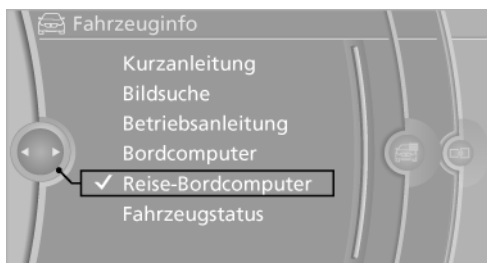 Fahrzeuginfo
Kurzanleitung
Bildsuche
Betriebsanleitung
Bordcomputer
Reise-Bordcomputer
Fahrzeugstatus